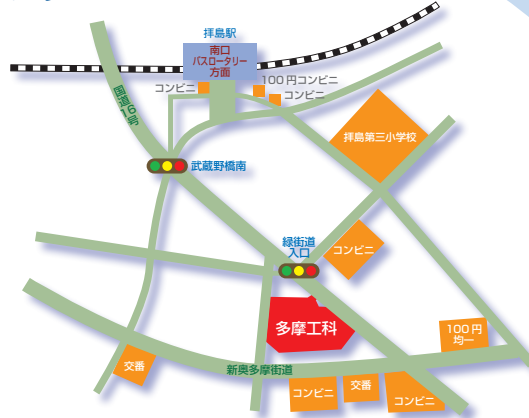 拝島駅
南口
バスロータリー
方面
コンビニ
100円コンビニ
コンビニ
国道16号
拝島第三小学校
武蔵野橋南
緑街道
入口
コンビニ
多摩工科
100円
均一
交番
新奥多摩街道
コンビニ
交番
コンビニ